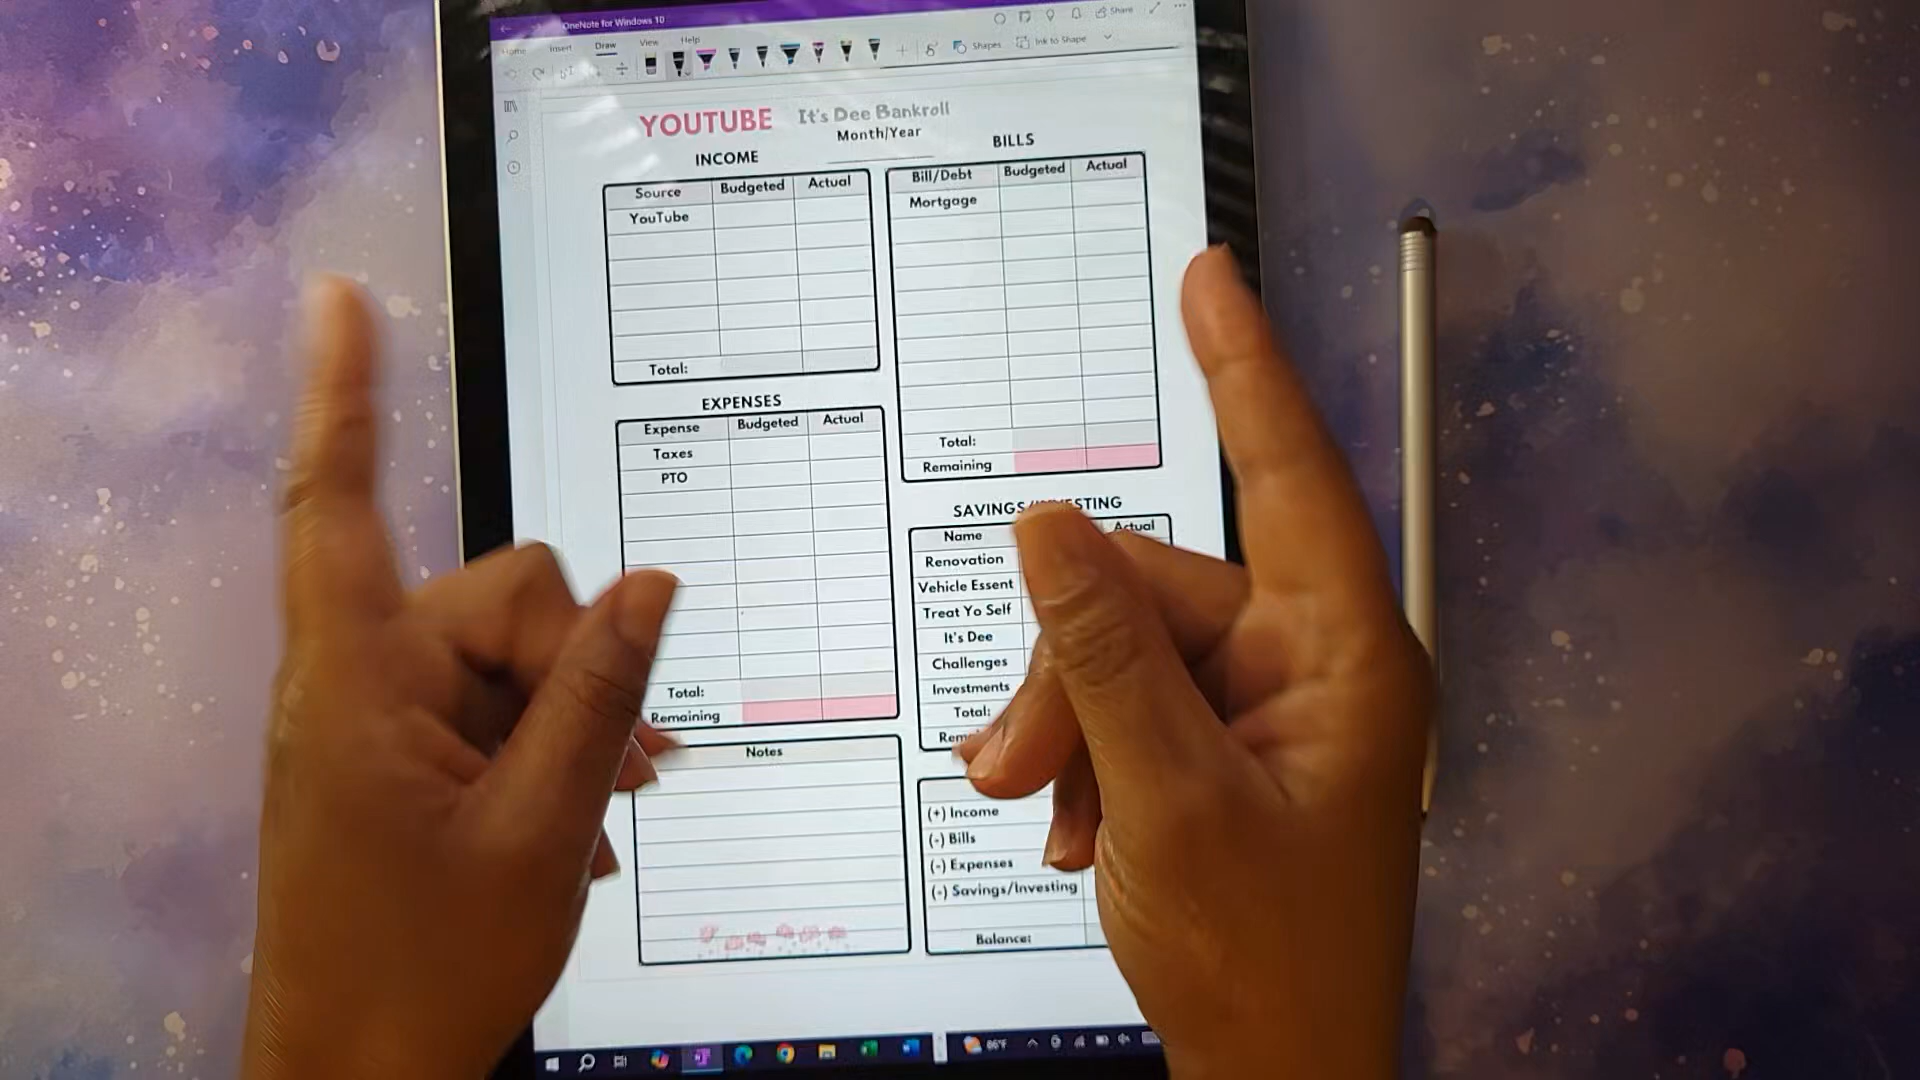 OneNote for Windows 10
Share
Home Insert Draw View Help
Shapes Ink to Shape
YOUTUBE It's Dee Bankroll
Month/Year
INCOME
Source Budgeted Actual
YouTube
Total:
BILLS
Bill/Debt Budgeted Actual
Mortgage
Total:
Remaining
EXPENSES
Expense Budgeted Actual
Taxes
PTO
Total:
Remaining
SAVINGS/
Name Actual
Renovation
Vehicle Essent
Treat Yo Self
It's Dee
Challenges
Investments
Total:
Notes
(+) Income
(-) Bills
(-) Expenses
(-) Savings/Investing
Balance:
86°F